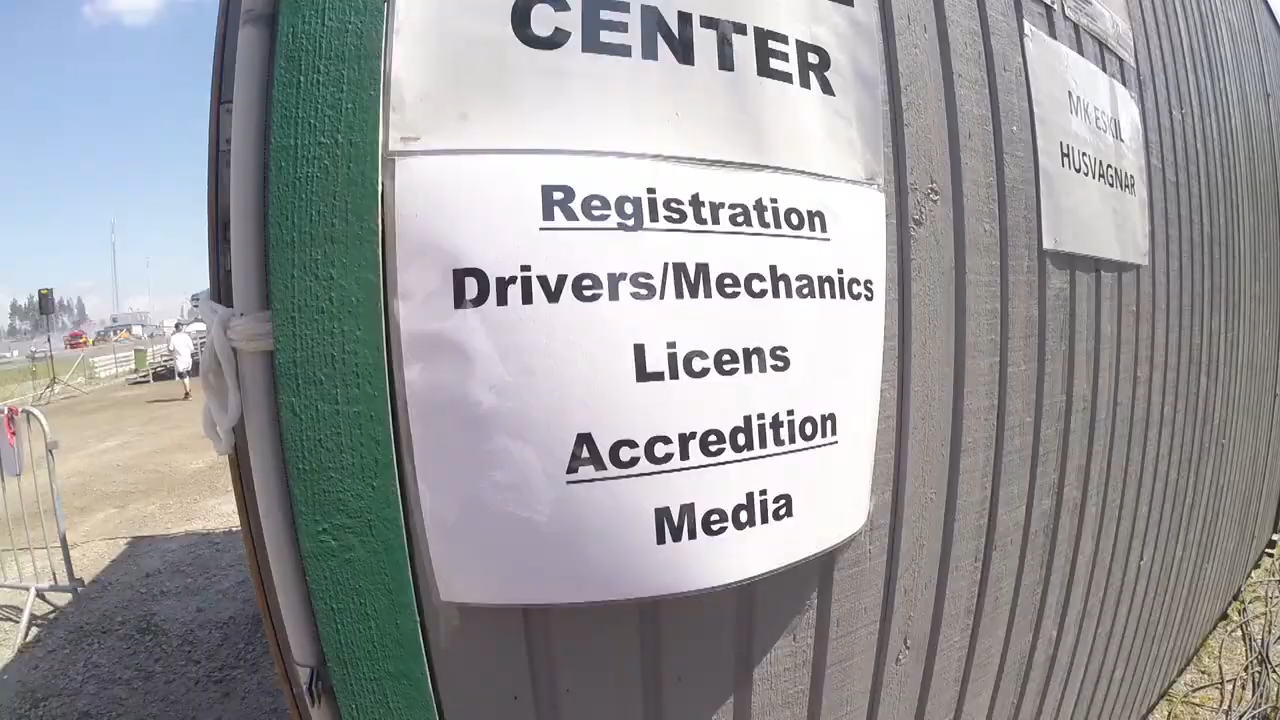 CENTER
Registration
Drivers/Mechanics
Licens
Accredition
Media
MK ESKIL
HUSVAGNAR